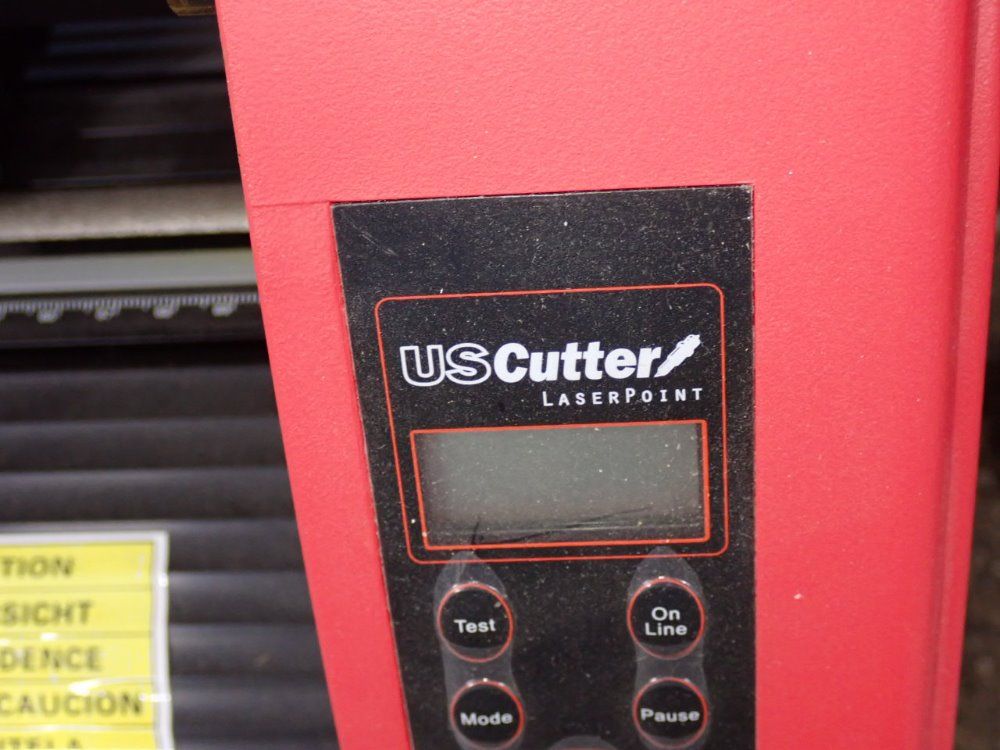 USCutter
LASERPOINT
Test
On
Line
Mode
Pause
TION
SICHT
DENCE
CAUCION